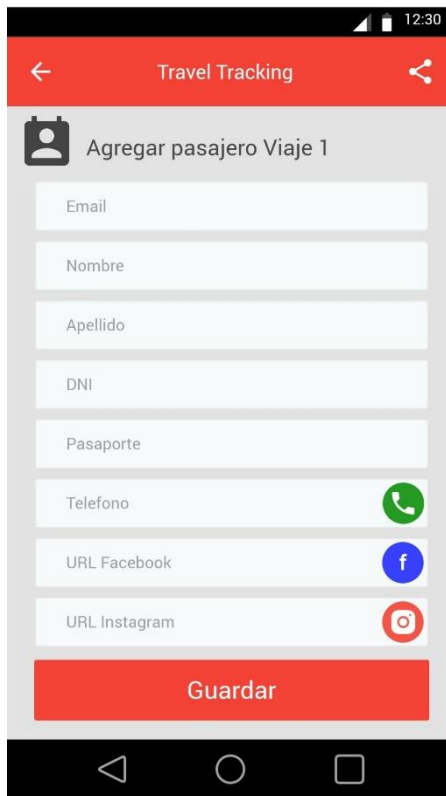 12:30
Travel Tracking
Agregar pasajero Viaje 1
Email
Nombre
Apellido
DNI
Pasaporte
Telefono
URL Facebook
f
URL Instagram
Guardar